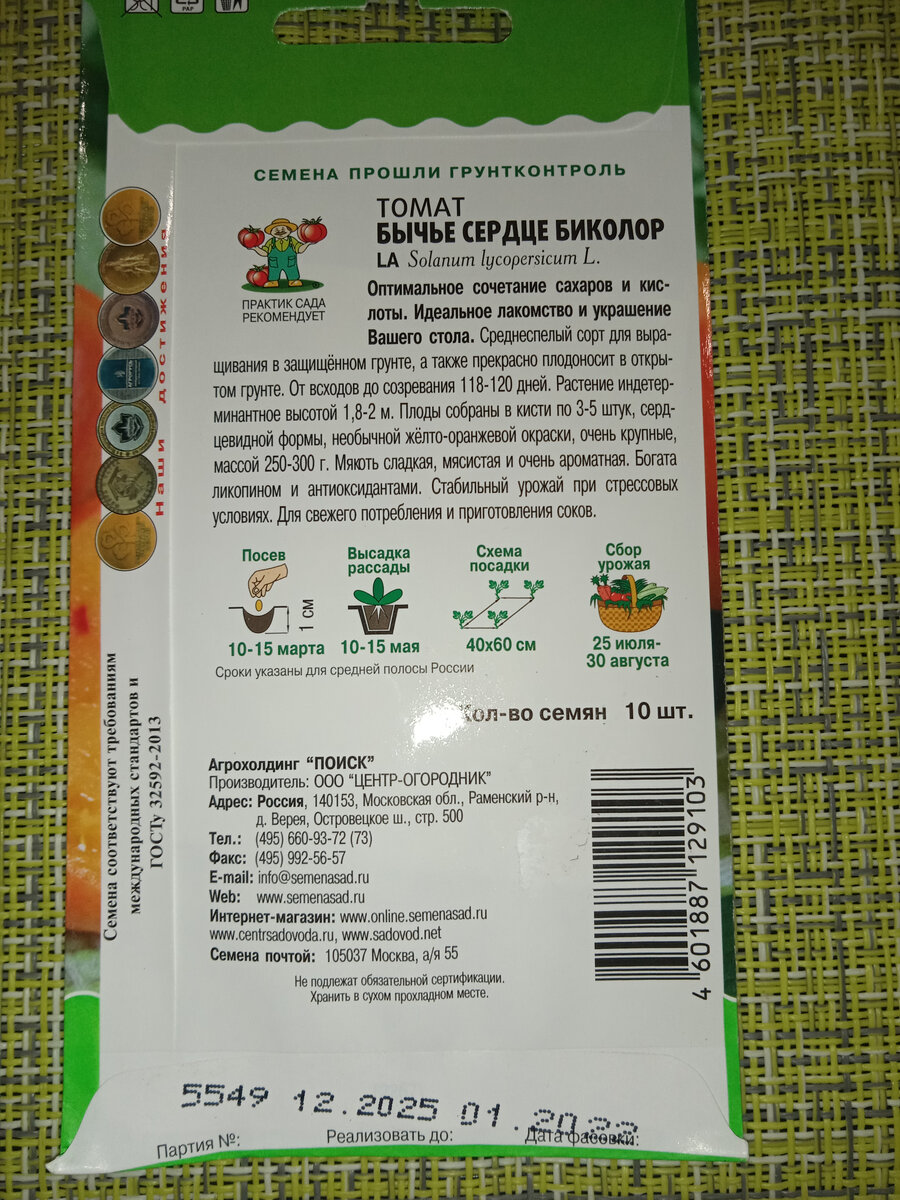 PAP
СЕМЕНА ПРОШЛИ ГРУНТКОНТРОЛЬ
ТОМАТ
БЫЧЬЕ СЕРДЦЕ БИКОЛОР
LA Solanum lycopersicum L.
ПРАКТИК САДА
РЕКОМЕНДУЕТ
Оптимальное сочетание сахаров и кис-
лоты. Идеальное лакомство и украшение
Вашего стола. Среднеспелый сорт для выра-
щивания в защищённом грунте, а также прекрасно плодоносит в откры-
том грунте. От всходов до созревания 118-120 дней. Растение индетер-
минантное высотой 1,8-2 м. Плоды собраны в кисти по 3-5 штук, серд-
цевидной формы, необычной жёлто-оранжевой окраски, очень крупные,
массой 250-300 г. Мякоть сладкая, мясистая и очень ароматная. Богата
ликопином и антиоксидантами. Стабильный урожай при стрессовых
условиях. Для свежего потребления и приготовления соков.
Наши достижения
Посев
1 см
10-15 марта
Высадка
рассады
10-15 мая
Схема
посадки
40х60 см
Сбор
урожая
25 июля-
30 августа
Сроки указаны для средней полосы России
Кол-во семян 10 шт.
Семена соответствуют требованиям
международных стандартов и
ГОСТу 32592-2013
Агрохолдинг “ПОИСК”
Производитель: ООО “ЦЕНТР-ОГОРОДНИК”
Адрес: Россия, 140153, Московская обл., Раменский р-н,
д. Верея, Островецкое ш., стр. 500
Тел.: (495) 660-93-72 (73)
Факс: (495) 992-56-57
E-mail: info@semenasad.ru
Web: www.semenasad.ru
Интернет-магазин: www.online.semenasad.ru
www.centrsadovoda.ru, www.sadovod.net
Семена почтой: 105037 Москва, а/я 55
Не подлежат обязательной сертификации.
Хранить в сухом прохладном месте.
4 601887 129103
5549 12.2025 01.2022
Партия №: Реализовать до: Дата фасовки: